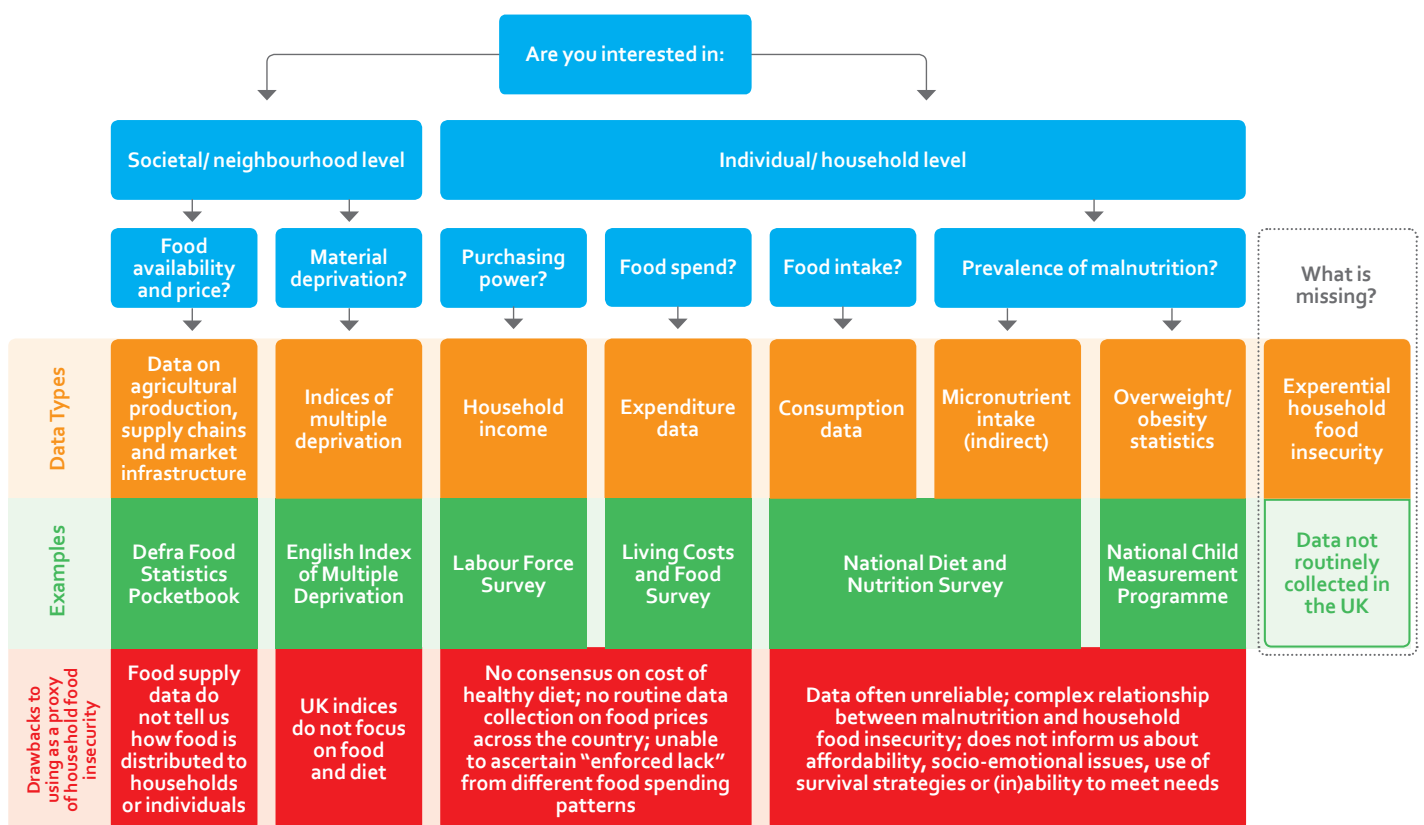 Are you interested in:
Societal/ neighbourhood level
Individual/ household level
Food
availability
and price?
Material
deprivation?
Purchasing
power?
Food spend?
Food intake?
Prevalence of malnutrition?
What is
missing?
Data Types
Data on
agricultural
production,
supply chains
and market
infrastructure
Indices of
multiple
deprivation
Household
income
Expenditure
data
Consumption
data
Micronutrient
intake
(indirect)
Overweight/
obesity
statistics
Experential
household
food
insecurity
Examples
Defra Food
Statistics
Pocketbook
English Index
of Multiple
Deprivation
Labour Force
Survey
Living Costs
and Food
Survey
National Diet and
Nutrition Survey
National Child
Measurement
Programme
Data not
routinely
collected in
the UK
Drawbacks to
using as a proxy
of household food
insecurity
Food supply
data do
not tell us
how food is
distributed to
households
or individuals
UK indices
do not focus
on food
and diet
No consensus on cost of
healthy diet; no routine data
collection on food prices
across the country; unable
to ascertain “enforced lack”
from different food spending
patterns
Data often unreliable; complex relationship
between malnutrition and household
food insecurity; does not inform us about
affordability, socio-emotional issues, use of
survival strategies or (in)ability to meet needs